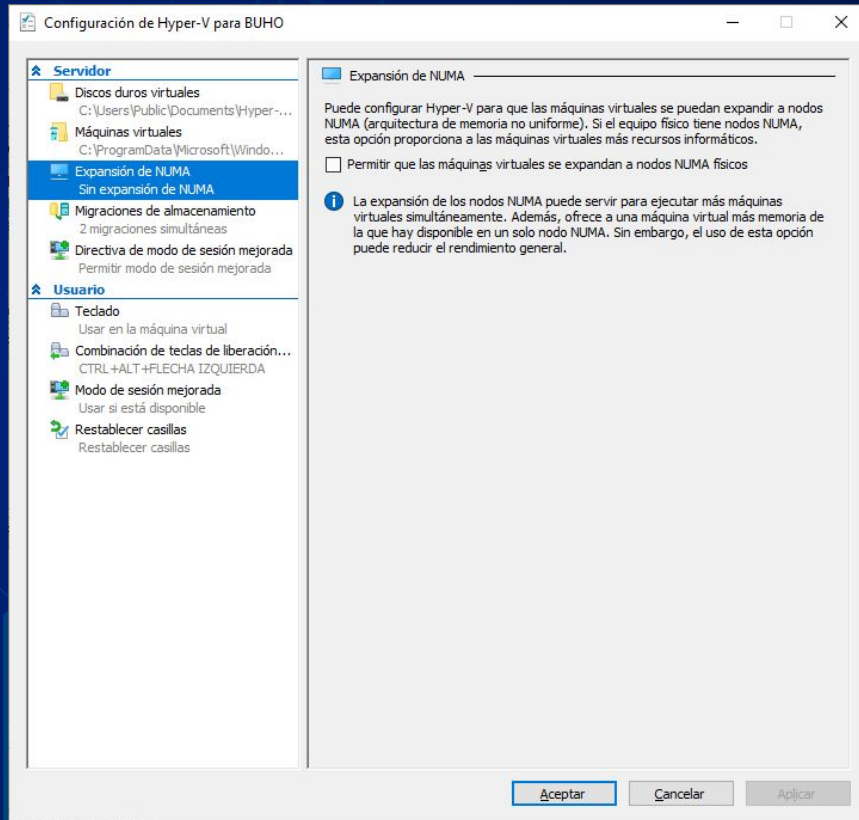 Configuración de Hyper-V para BUHO
Servidor
Discos duros virtuales
C:\Users\Public\Documents\Hyper-...
Máquinas virtuales
C:\ProgramData\Microsoft\Windo...
Expansión de NUMA
Sin expansión de NUMA
Migraciones de almacenamiento
2 migraciones simultáneas
Directiva de modo de sesión mejorada
Permitir modo de sesión mejorada
Usuario
Teclado
Usar en la máquina virtual
Combinación de teclas de liberación...
CTRL+ALT+FLECHA IZQUIERDA
Modo de sesión mejorada
Usar si está disponible
Restablecer casillas
Restablecer casillas
Expansión de NUMA
Puede configurar Hyper-V para que las máquinas virtuales se puedan expandir a nodos
NUMA (arquitectura de memoria no uniforme). Si el equipo físico tiene nodos NUMA,
esta opción proporciona a las máquinas virtuales más recursos informáticos.
Permitir que las máquinas virtuales se expandan a nodos NUMA físicos
La expansión de los nodos NUMA puede servir para ejecutar más máquinas
virtuales simultáneamente. Además, ofrece a una máquina virtual más memoria de
la que hay disponible en un solo nodo NUMA. Sin embargo, el uso de esta opción
puede reducir el rendimiento general.
Aceptar
Cancelar
Aplicar